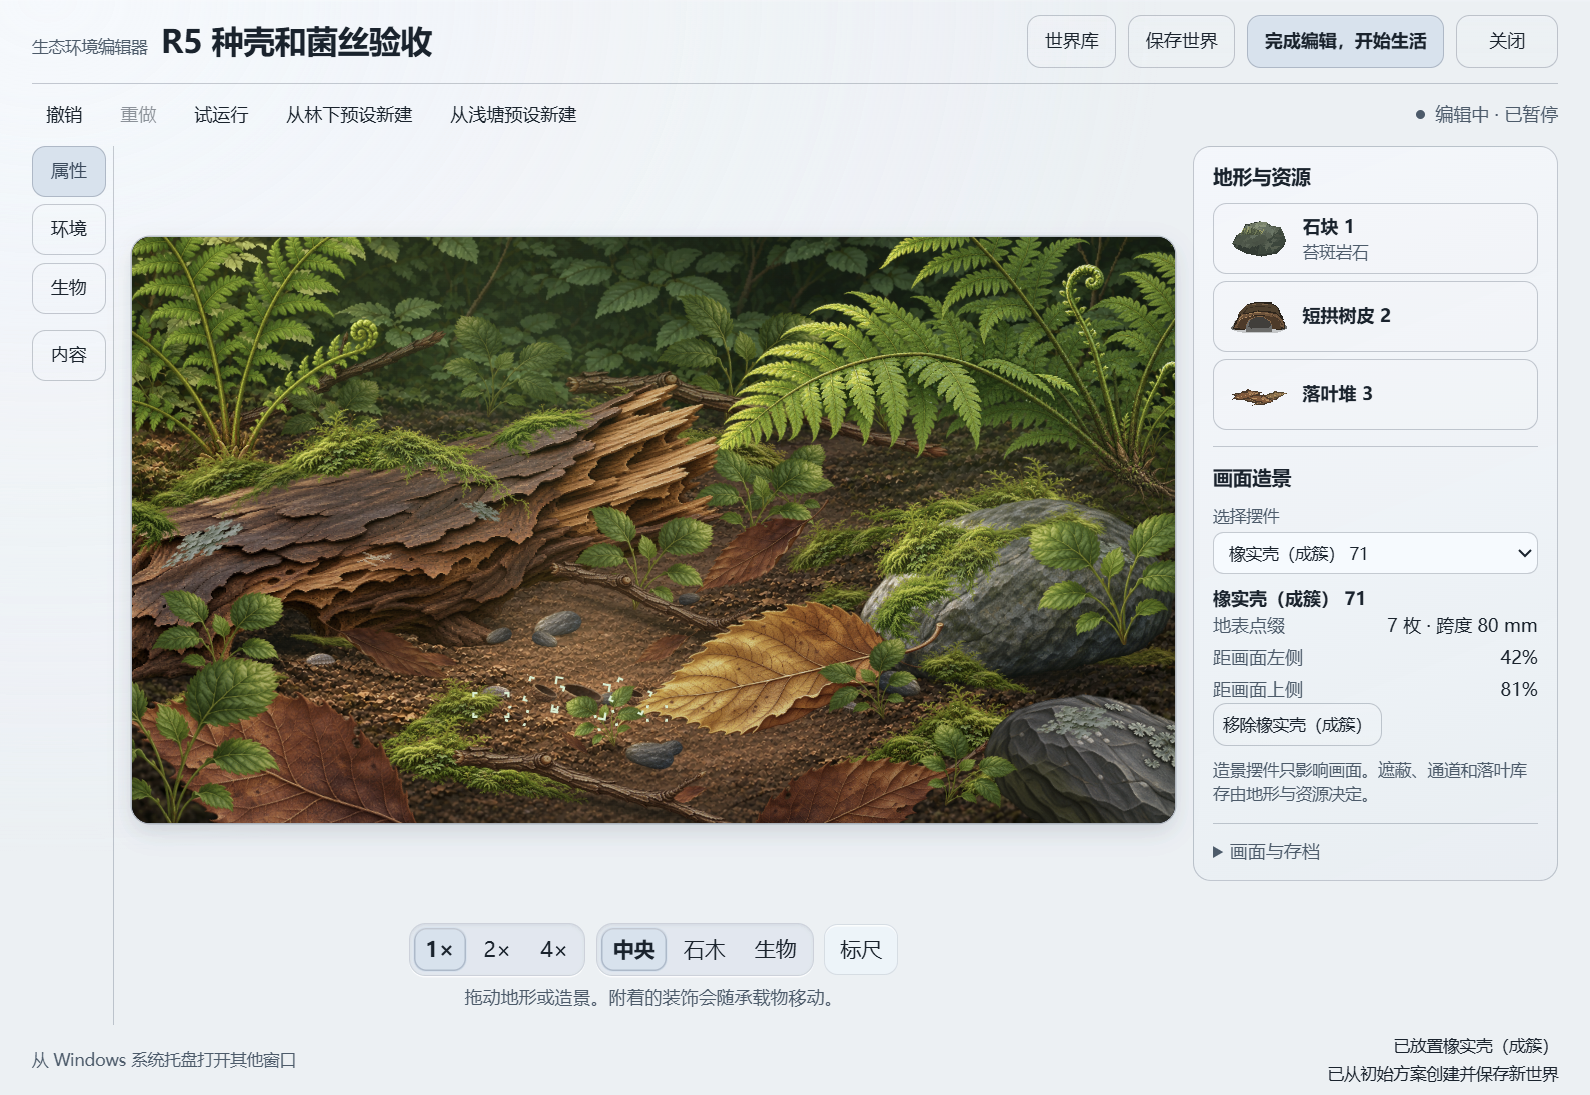 生态环境编辑器 R5 种壳和菌丝验收
世界库
保存世界
完成编辑，开始生活
关闭
撤销
重做
试运行
从林下预设新建
从浅塘预设新建
编辑中 · 已暂停
属性
环境
生物
内容
地形与资源
石块 1
苔斑岩石
短拱树皮 2
落叶堆 3
画面造景
选择摆件
橡实壳（成簇） 71
橡实壳（成簇） 71
地表点缀 7 枚 · 跨度 80 mm
距画面左侧 42%
距画面上侧 81%
移除橡实壳（成簇）
造景摆件只影响画面。遮蔽、通道和落叶库
存由地形与资源决定。
画面与存档
1×
2×
4×
中央
石木
生物
标尺
拖动地形或造景。附着的装饰会随承载物移动。
从 Windows 系统托盘打开其他窗口
已放置橡实壳（成簇）
已从初始方案创建并保存新世界